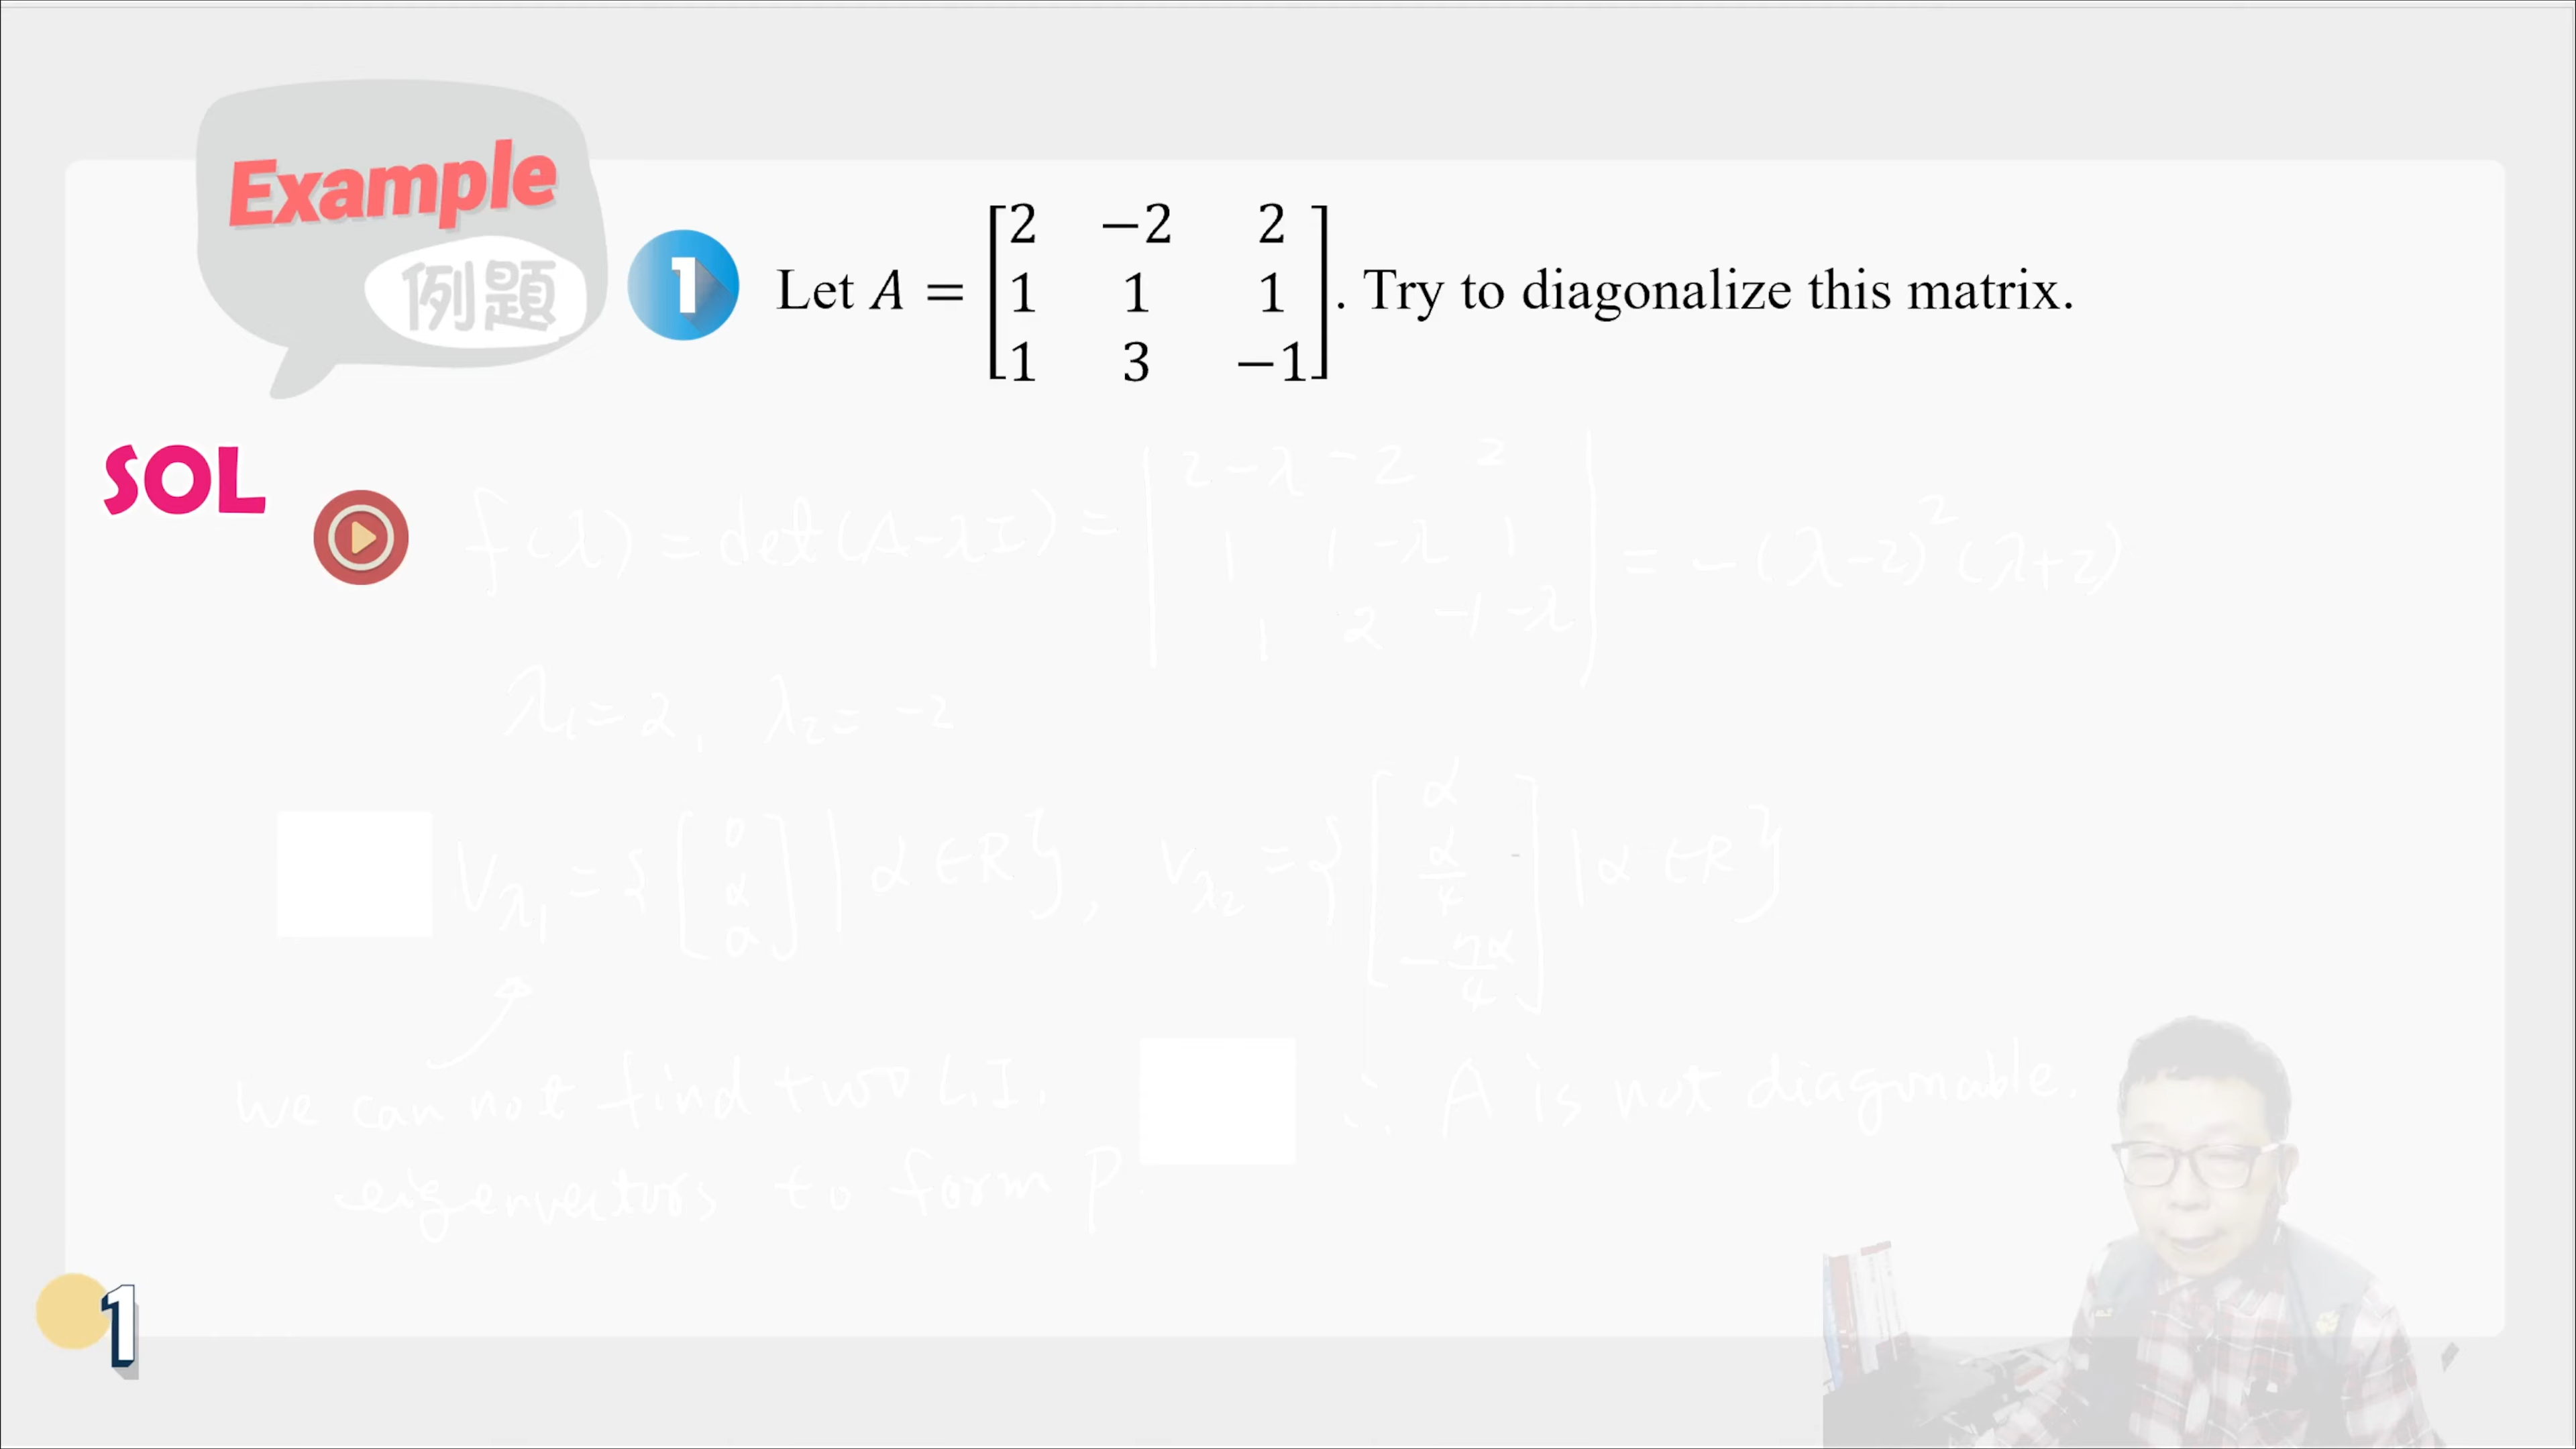 Example
例題
1 Let A = [2 −2 2
1 1 1
1 3 −1]. Try to diagonalize this matrix.
SOL
f(λ) = det(A-λI) = | 2-λ -2 2
1 1-λ 1
1 2 -1-λ | = -(λ-2)² (λ+2)
λ₁ = 2, λ₂ = -2
V_λ₁ = { [0 α α] | α ∈ R }, V_λ₂ = { [α α/4 -7α/4] | α ∈ R }
We can not find two L.I. ∴ A is not diagonable.
eigenvectors to form P.
1